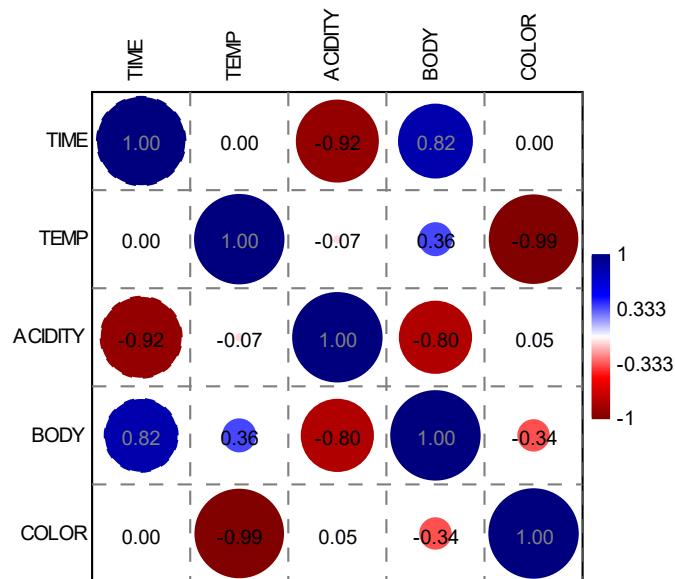 TIME TEMP ACIDITY BODY COLOR
TIME 1.00 0.00 -0.92 0.82 0.00
TEMP 0.00 1.00 -0.07 0.36 -0.99
ACIDITY -0.92 -0.07 1.00 -0.80 0.05
BODY 0.82 0.36 -0.80 1.00 -0.34
COLOR 0.00 -0.99 0.05 -0.34 1.00
1
0.333
-0.333
-1